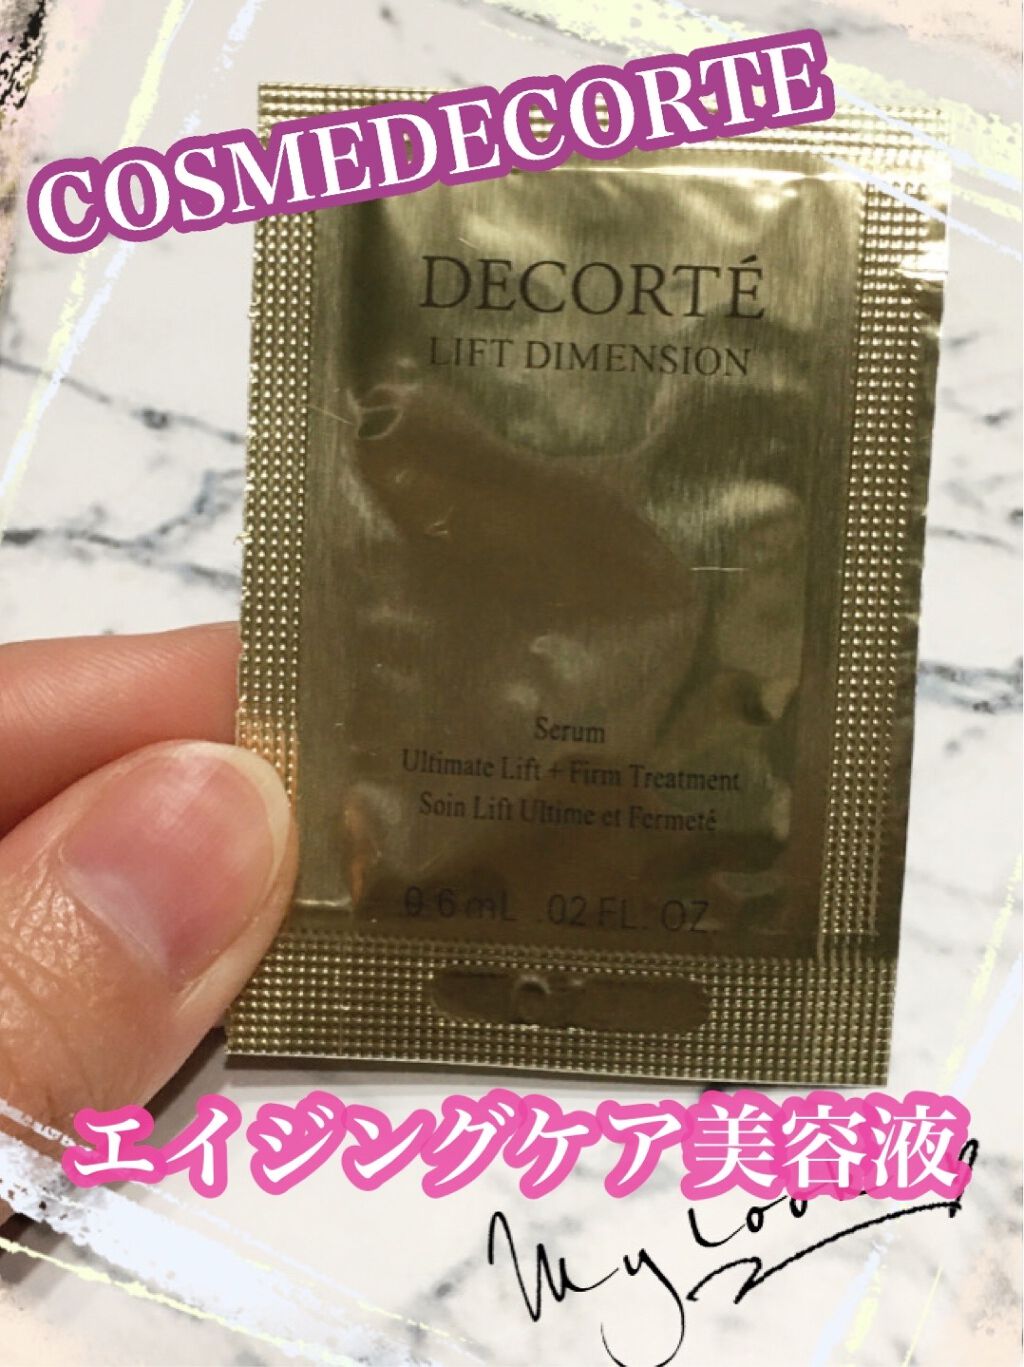 COSMEDECORTE
DECORTÉ
LIFT DIMENSION
Serum
Ultimate Lift + Firm Treatment
Soin Lift Ultime et Fermeté
0.6 mL .02 FL. OZ.
エイジングケア美容液
My